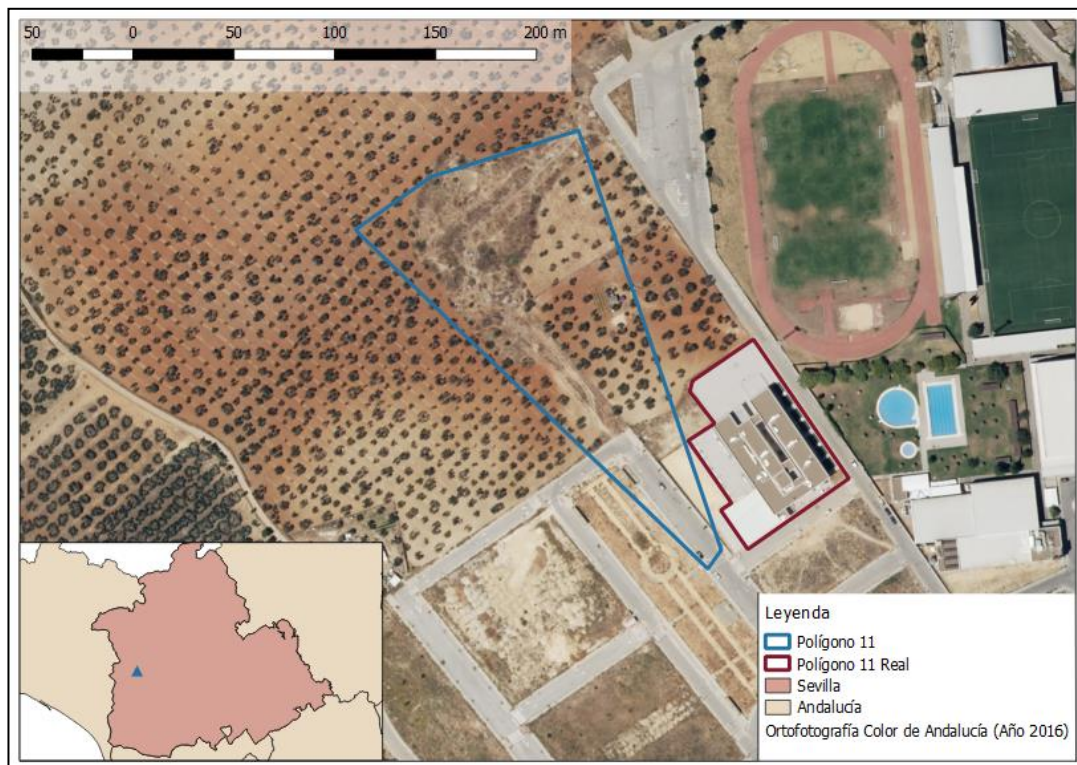 50 0 50 100 150 200 m
Leyenda
Polígono 11
Polígono 11 Real
Sevilla
Andalucía
Ortofotografía Color de Andalucía (Año 2016)